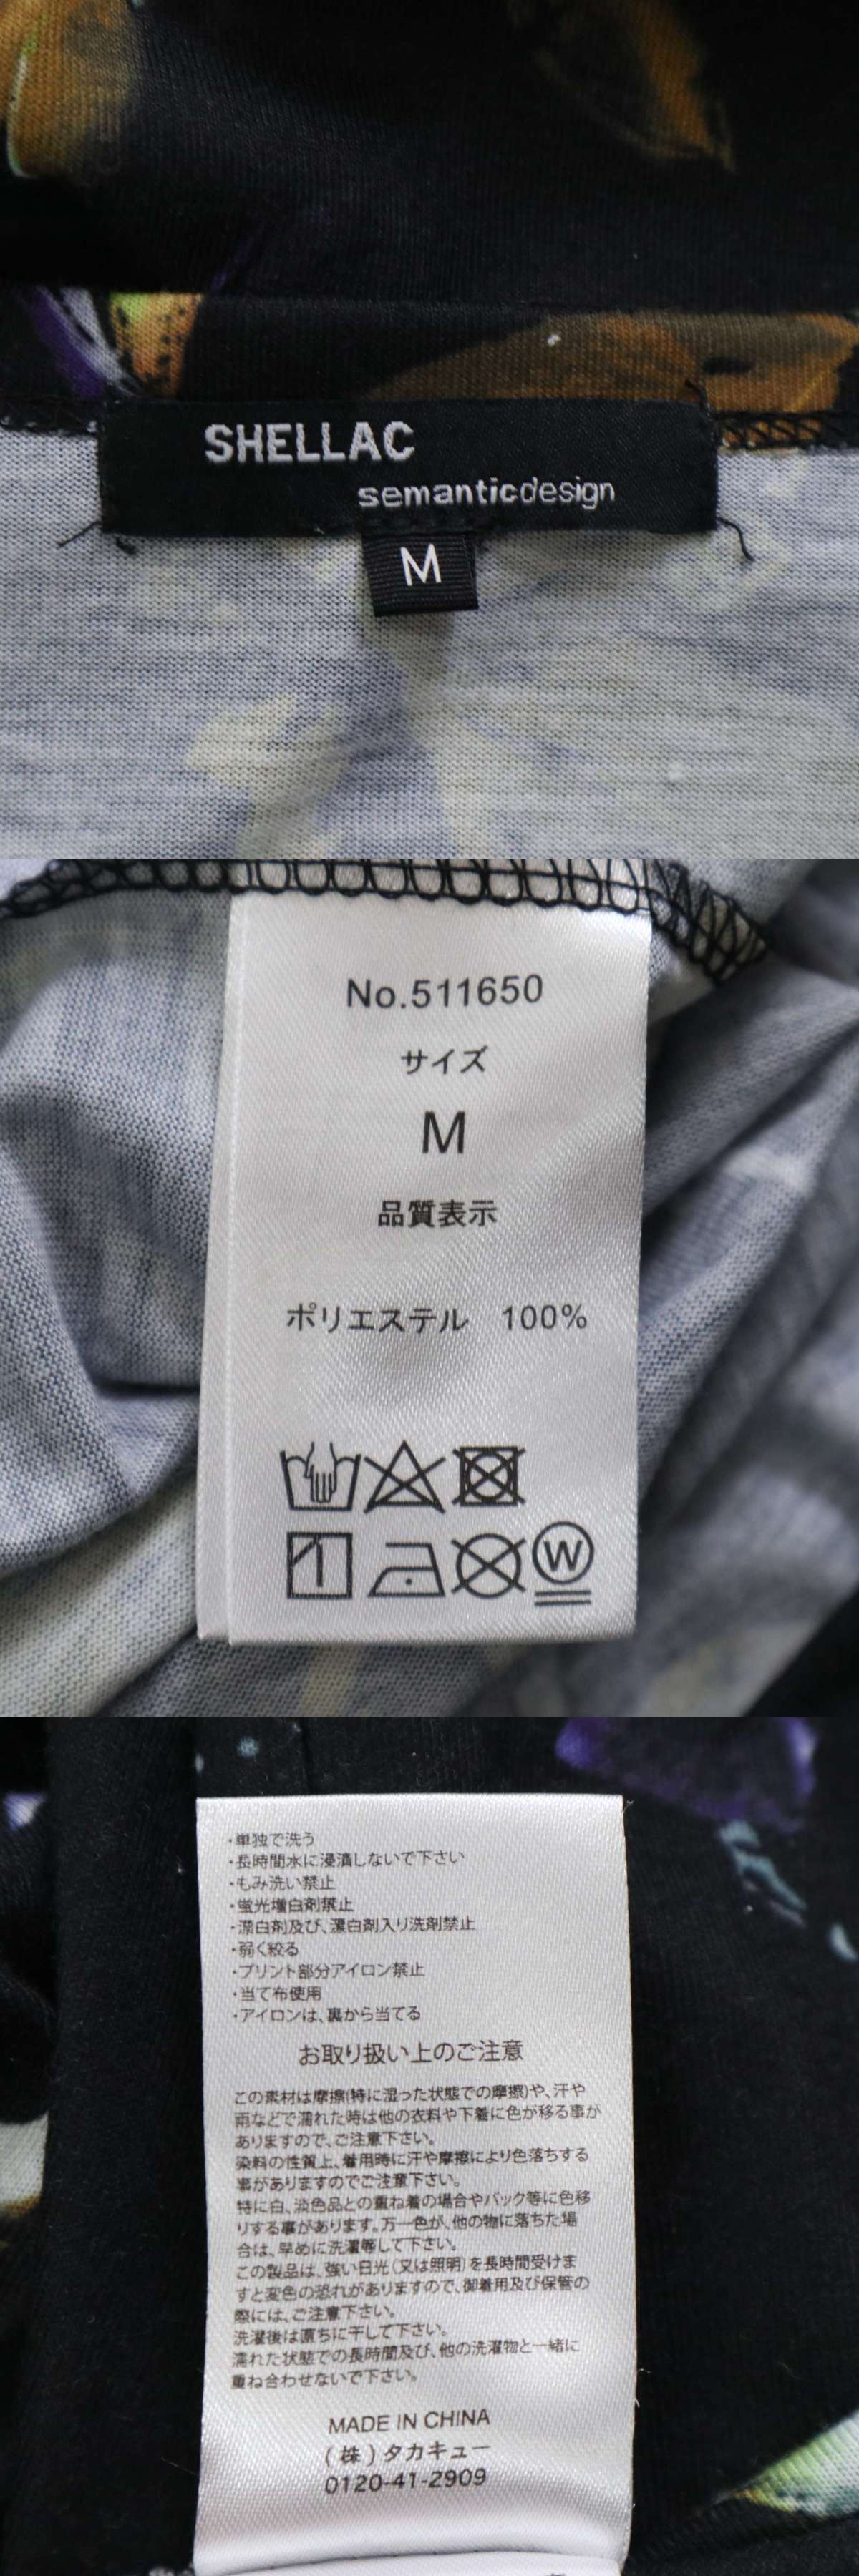 SHELLAC
semanticdesign
M
No.511650
サイズ
M
品質表示
ポリエステル 100%
W
・単独で洗う
・長時間水に浸漬しないで下さい
・もみ洗い禁止
・蛍光増白剤禁止
・漂白剤及び、漂白剤入り洗剤禁止
・弱く絞る
・プリント部分アイロン禁止
・当て布使用
・アイロンは、裏から当てる
お取り扱い上のご注意
この素材は摩擦(特に湿った状態での摩擦)や、汗や
雨などで濡れた時は他の衣料や下着に色が移る事が
ありますので、ご注意下さい。
染料の性質上、着用時に汗や摩擦により色落ちする
事がありますのでご注意下さい。
特に白、淡色品との重ね着の場合やバック等に色移
りする事があります。万一色が、他の物に落ちた場
合は、早めに洗濯等して下さい。
この製品は、強い日光(又は照明)を長時間受けま
すと変色の恐れがありますので、御着用及び保管の
際には、ご注意下さい。
洗濯後は直ちに干して下さい。
濡れた状態での長時間及び、他の洗濯物と一緒に
重ね合わせないで下さい。
MADE IN CHINA
(株)タカキュー
0120-41-2909